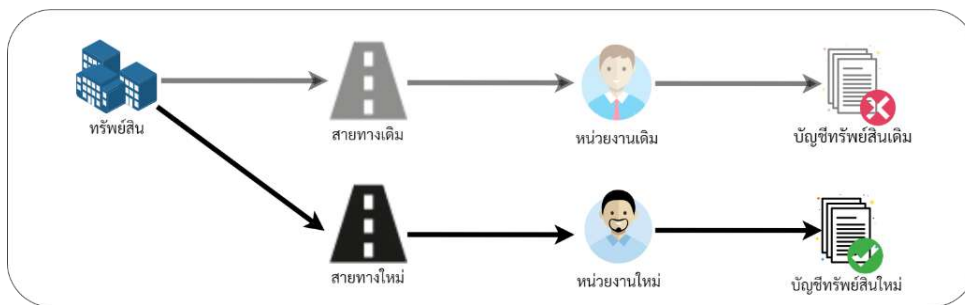 ทรัพย์สิน
สายทางเดิม
หน่วยงานเดิม
บัญชีทรัพย์สินเดิม
สายทางใหม่
หน่วยงานใหม่
บัญชีทรัพย์สินใหม่